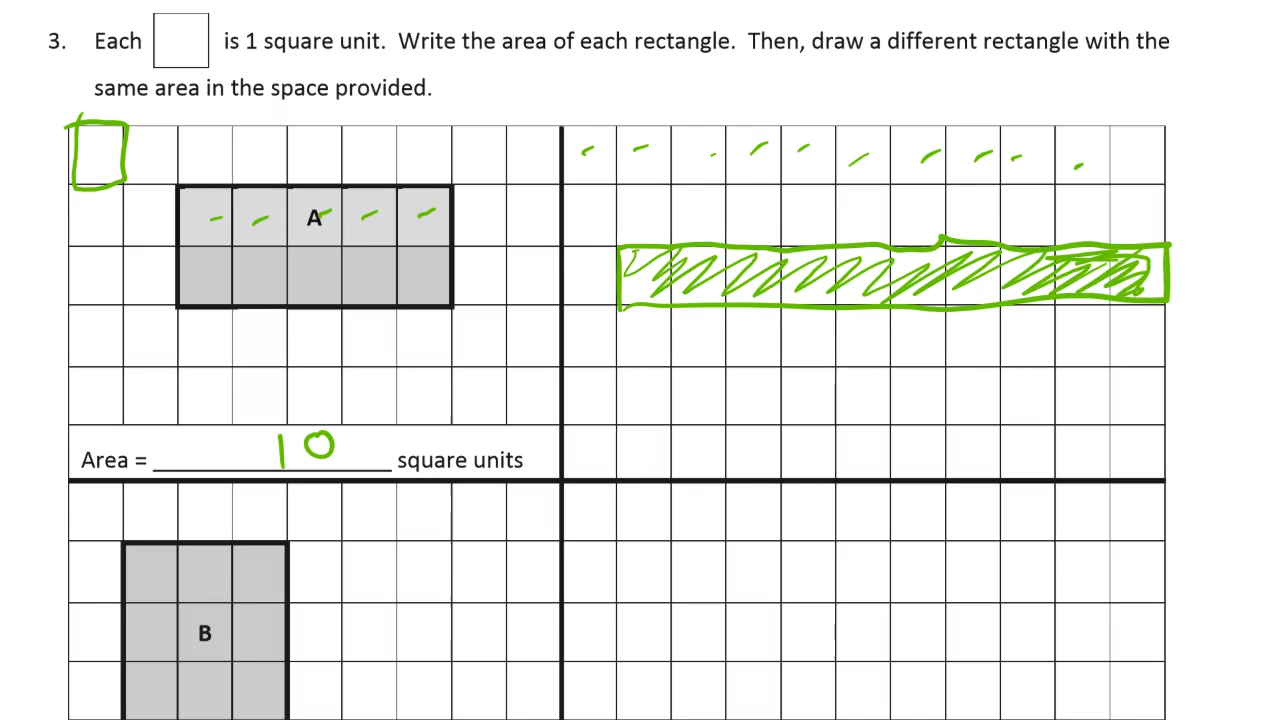 3. Each is 1 square unit. Write the area of each rectangle. Then, draw a different rectangle with the
same area in the space provided.
A
Area = 10 square units
B